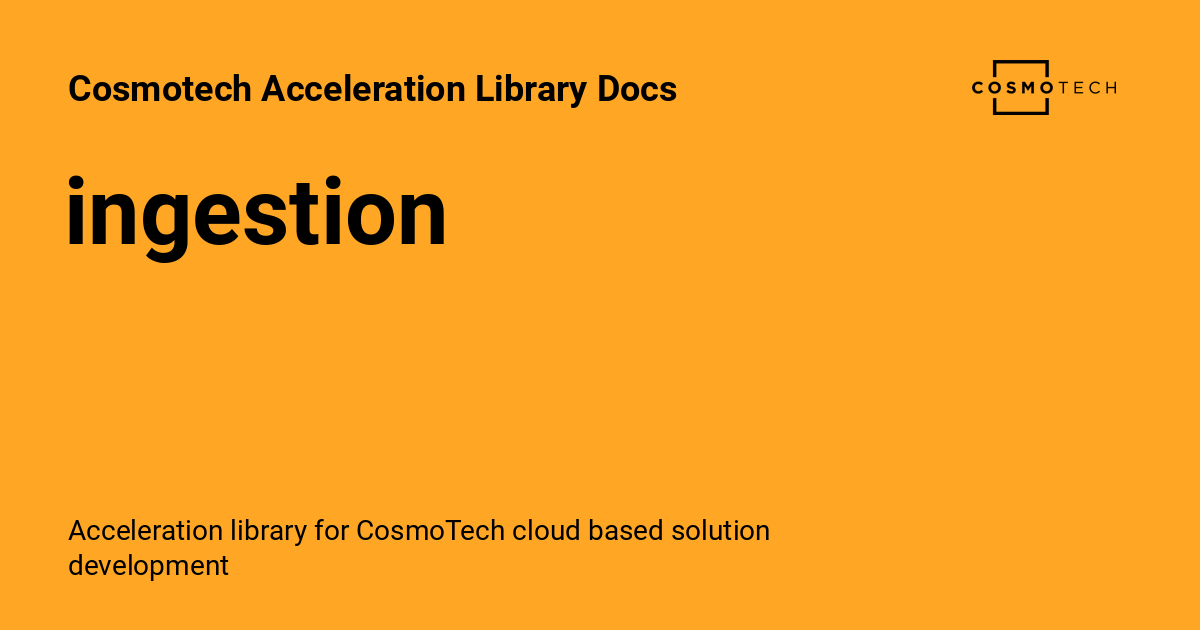 Cosmotech Acceleration Library Docs
COSMOTECH
ingestion
Acceleration library for CosmoTech cloud based solution
development